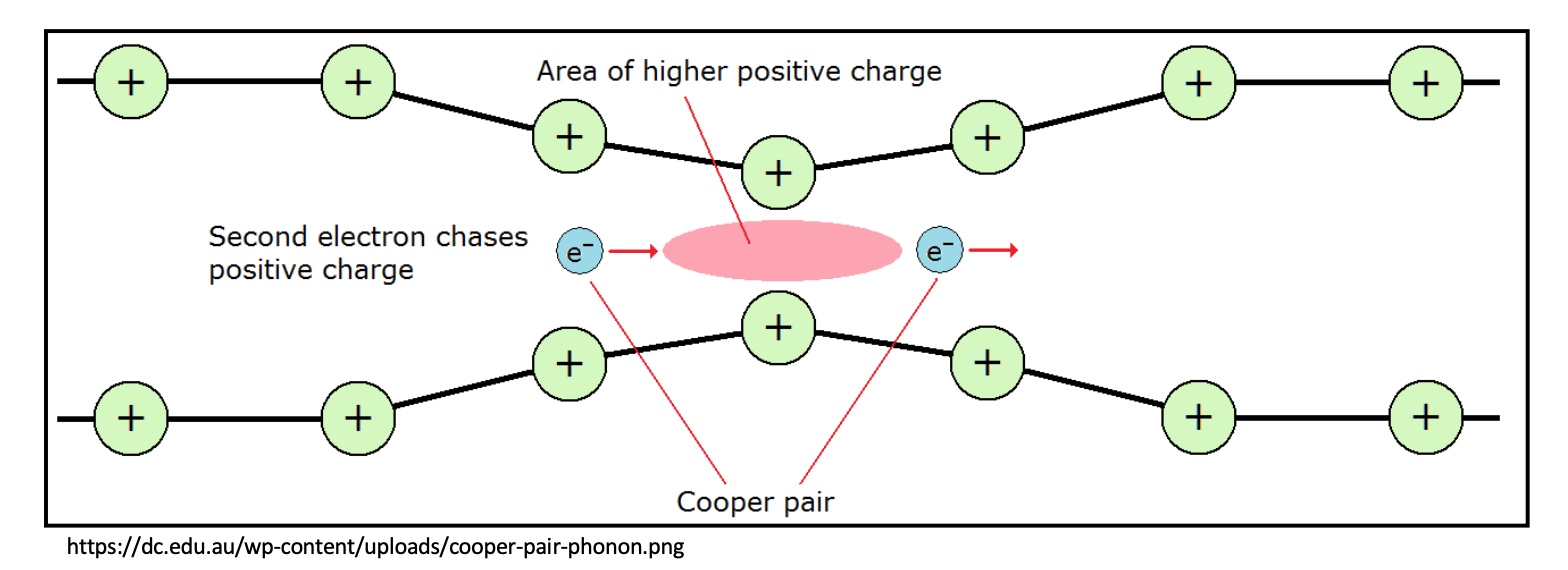 + + + + + + +
Area of higher positive charge
Second electron chases
positive charge
e⁻ e⁻
+ + + + + + +
Cooper pair
https://dc.edu.au/wp-content/uploads/cooper-pair-phonon.png